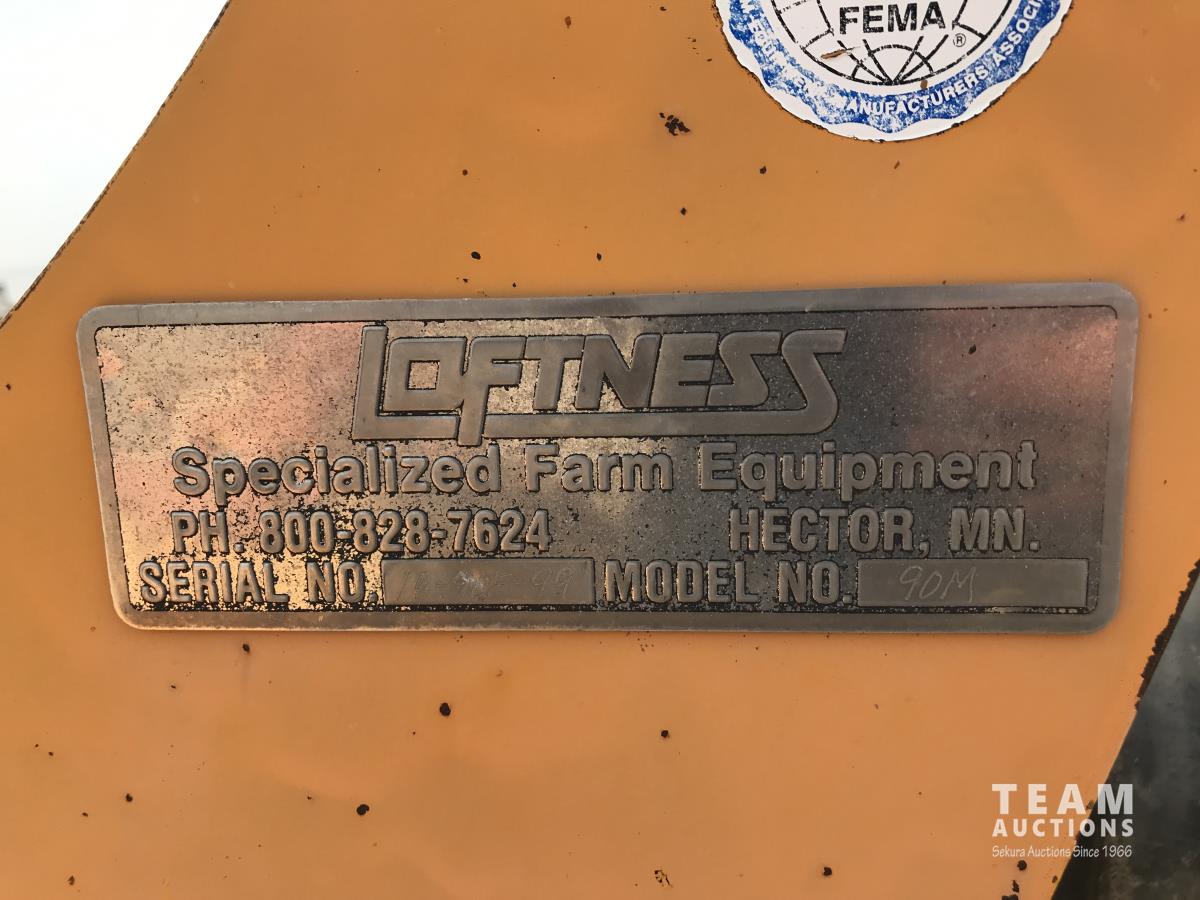 FEMA ®
MANUFACTURERS
LOFTNESS
Specialized Farm Equipment
PH. 800-828-7624 HECTOR, MN.
SERIAL NO. MODEL NO. 90M
TEAM
AUCTIONS
Sekura Auctions Since 1966